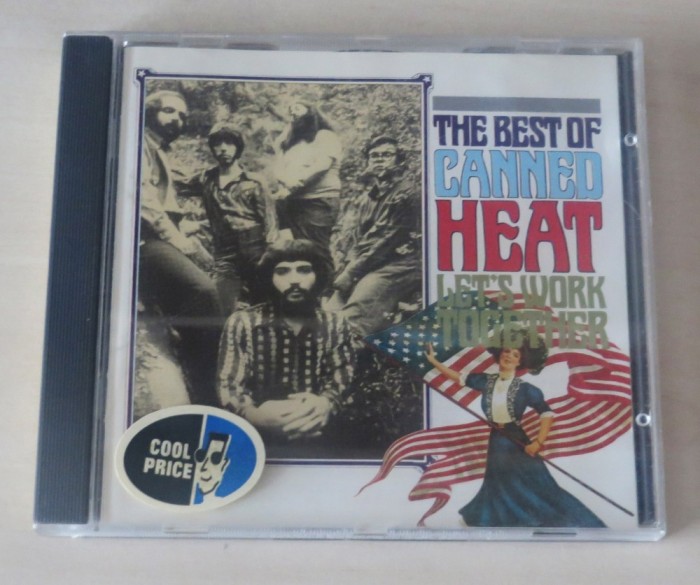 THE BEST OF
CANNED
HEAT
LET'S WORK
TOGETHER
COOL
PRICE